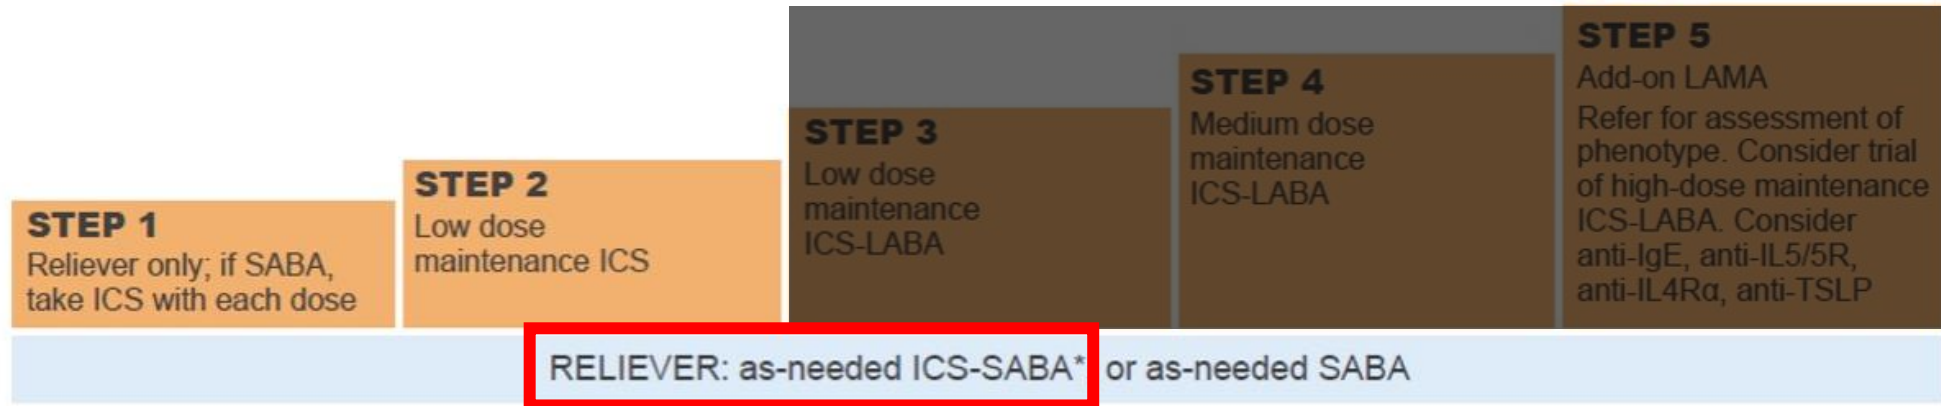 STEP 1
Reliever only; if SABA,
take ICS with each dose
STEP 2
Low dose
maintenance ICS
STEP 3
Low dose
maintenance
ICS-LABA
STEP 4
Medium dose
maintenance
ICS-LABA
STEP 5
Add-on LAMA
Refer for assessment of
phenotype. Consider trial
of high-dose maintenance
ICS-LABA. Consider
anti-IgE, anti-IL5/5R,
anti-IL4Rα, anti-TSLP
RELIEVER: as-needed ICS-SABA* or as-needed SABA